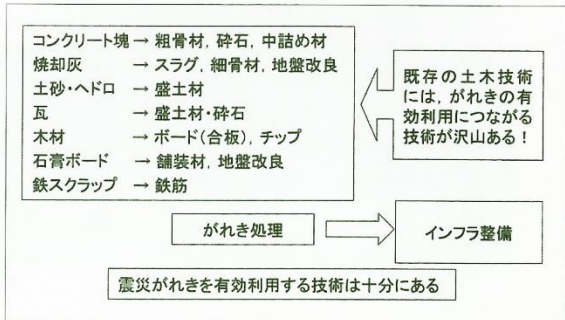 コンクリート塊 → 粗骨材, 砕石, 中詰め材
焼却灰 → スラグ, 細骨材, 地盤改良
土砂・ヘドロ → 盛土材
瓦 → 盛土材・砕石
木材 → ボード(合板), チップ
石膏ボード → 舗装材, 地盤改良
鉄スクラップ → 鉄筋
既存の土木技術
には, がれきの有
効利用につながる
技術が沢山ある!
がれき処理
インフラ整備
震災がれきを有効利用する技術は十分にある